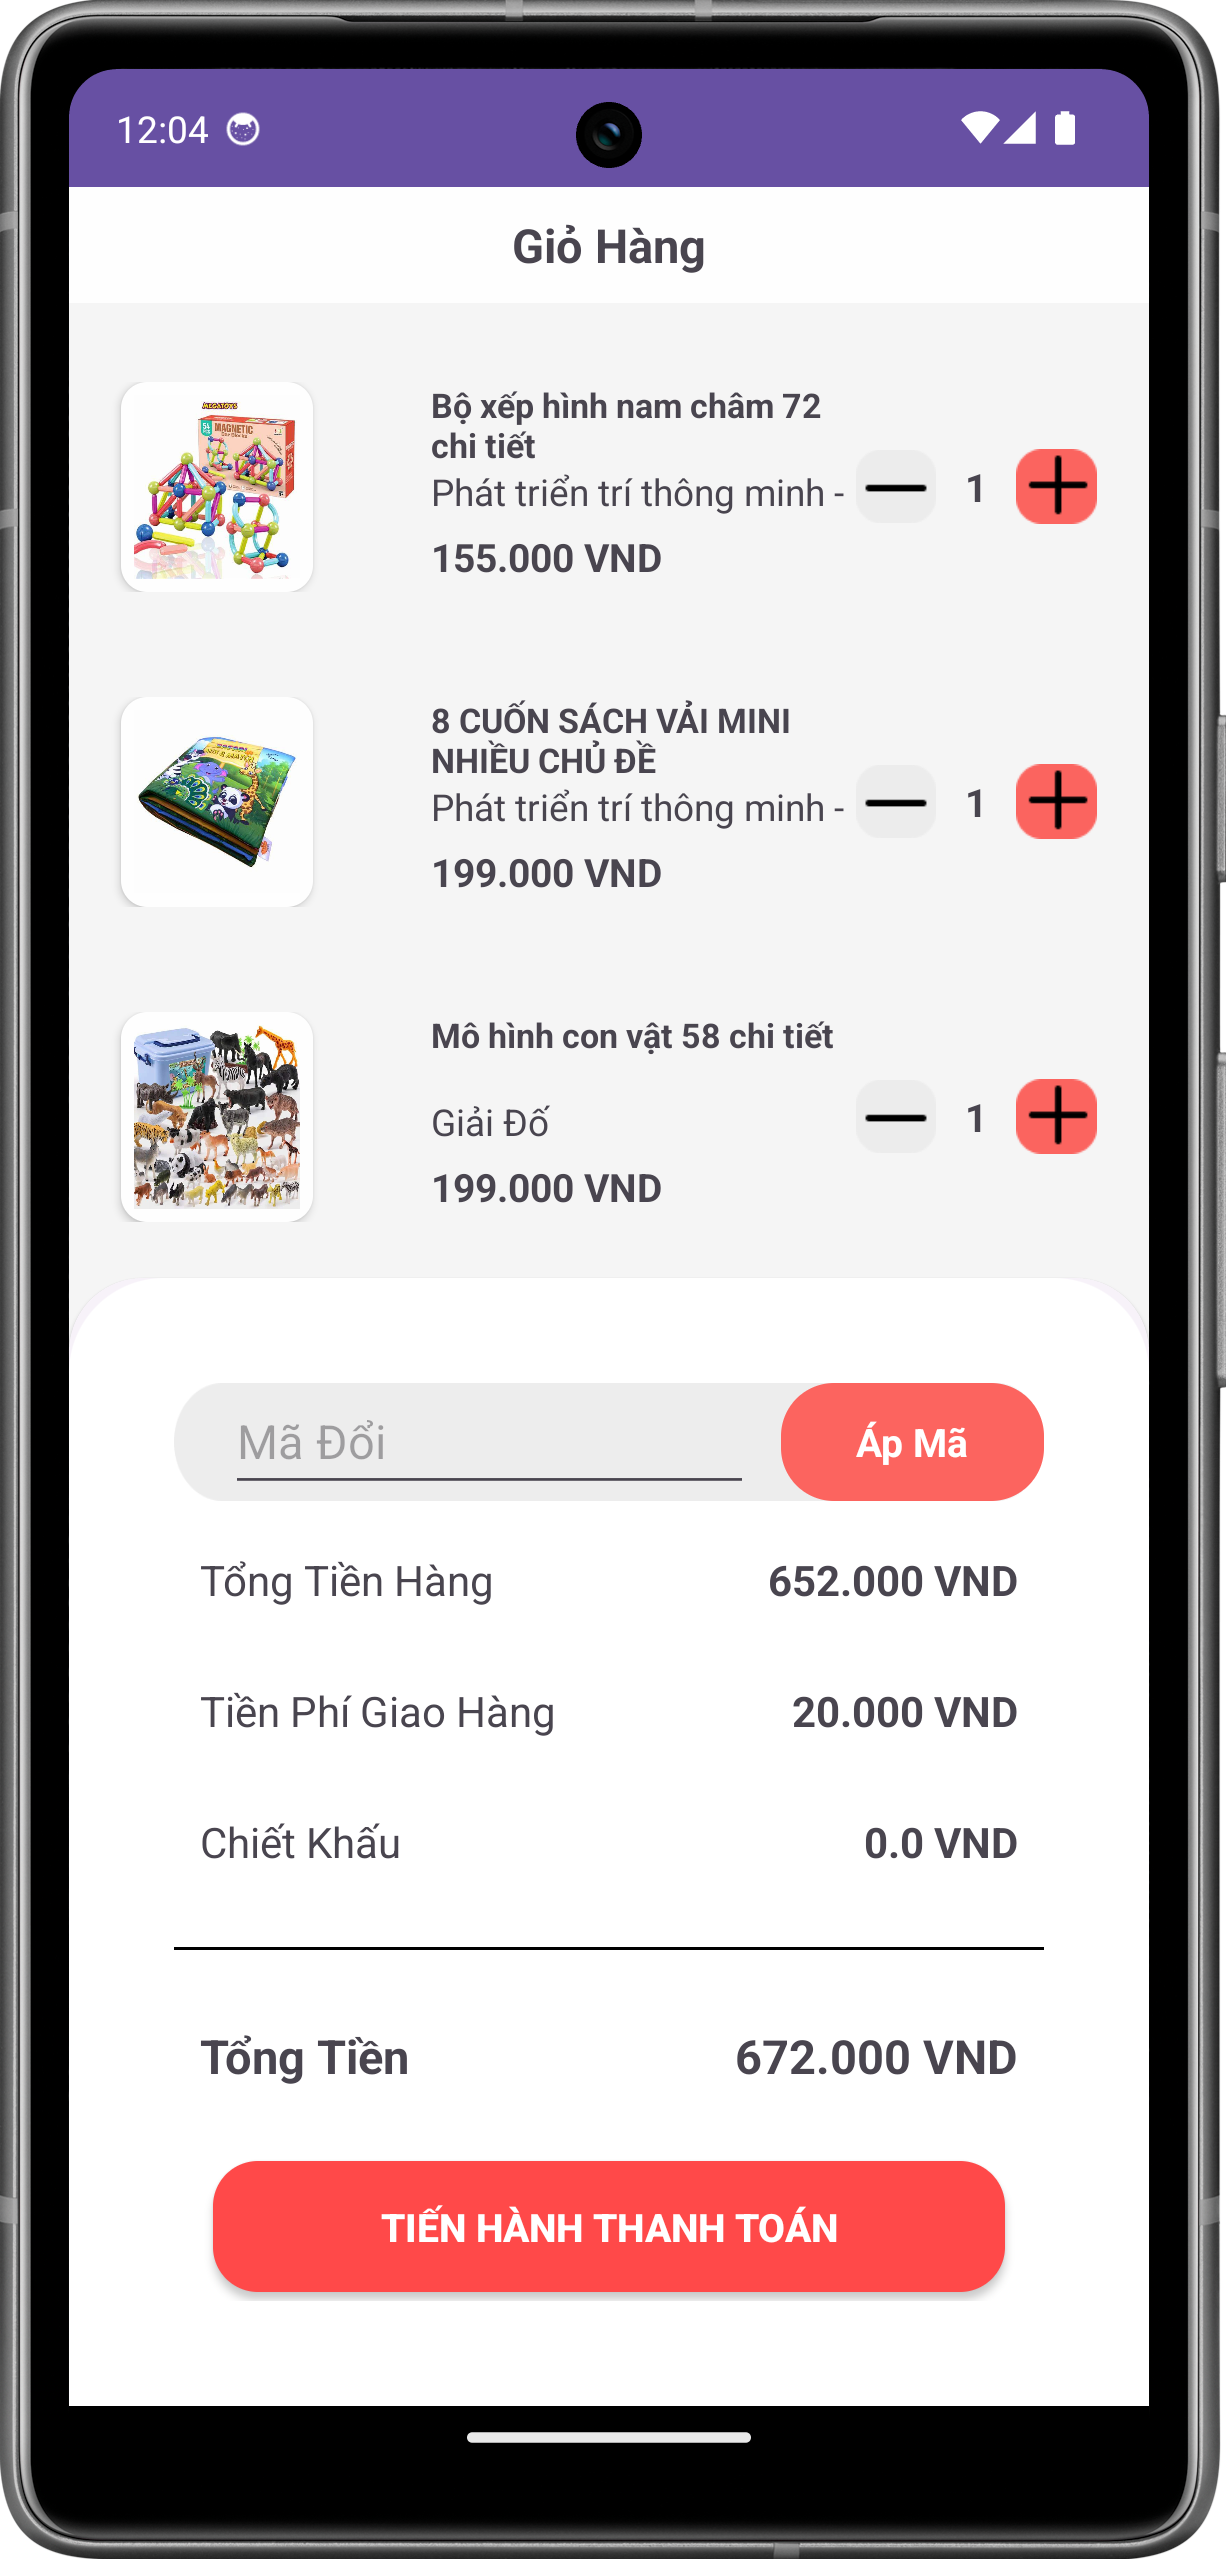 12:04
Giỏ Hàng
MEGATOYS
MAGNETIC
Bộ xếp hình nam châm 72
chi tiết
Phát triển trí thông minh -
1
155.000 VND
8 CUỐN SÁCH VẢI MINI
NHIỀU CHỦ ĐỀ
Phát triển trí thông minh -
1
199.000 VND
Mô hình con vật 58 chi tiết
Giải Đố
1
199.000 VND
Mã Đổi
Áp Mã
Tổng Tiền Hàng
652.000 VND
Tiền Phí Giao Hàng
20.000 VND
Chiết Khấu
0.0 VND
Tổng Tiền
672.000 VND
TIẾN HÀNH THANH TOÁN